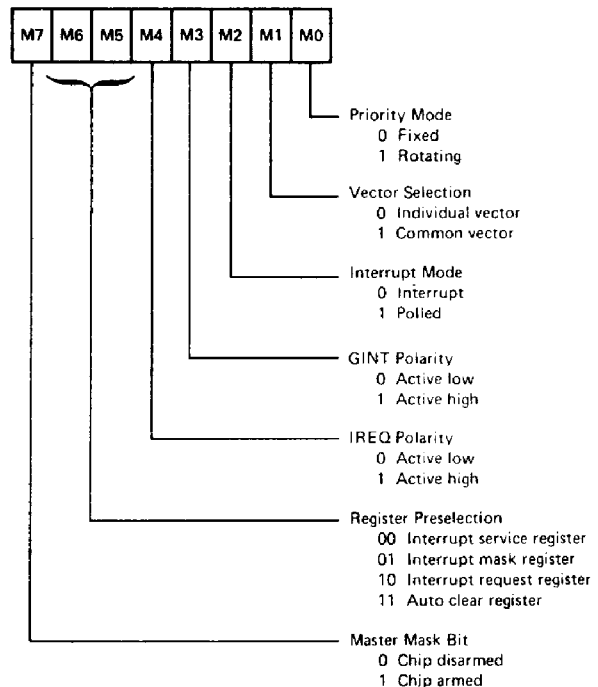 M7 M6 M5 M4 M3 M2 M1 M0
Priority Mode
0 Fixed
1 Rotating
Vector Selection
0 Individual vector
1 Common vector
Interrupt Mode
0 Interrupt
1 Polled
GINT Polarity
0 Active low
1 Active high
IREQ Polarity
0 Active low
1 Active high
Register Preselection
00 Interrupt service register
01 Interrupt mask register
10 Interrupt request register
11 Auto clear register
Master Mask Bit
0 Chip disarmed
1 Chip armed